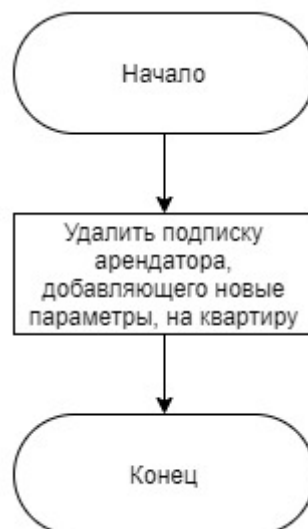 Начало
Удалить подписку
арендатора,
добавляющего новые
параметры, на квартиру
Конец